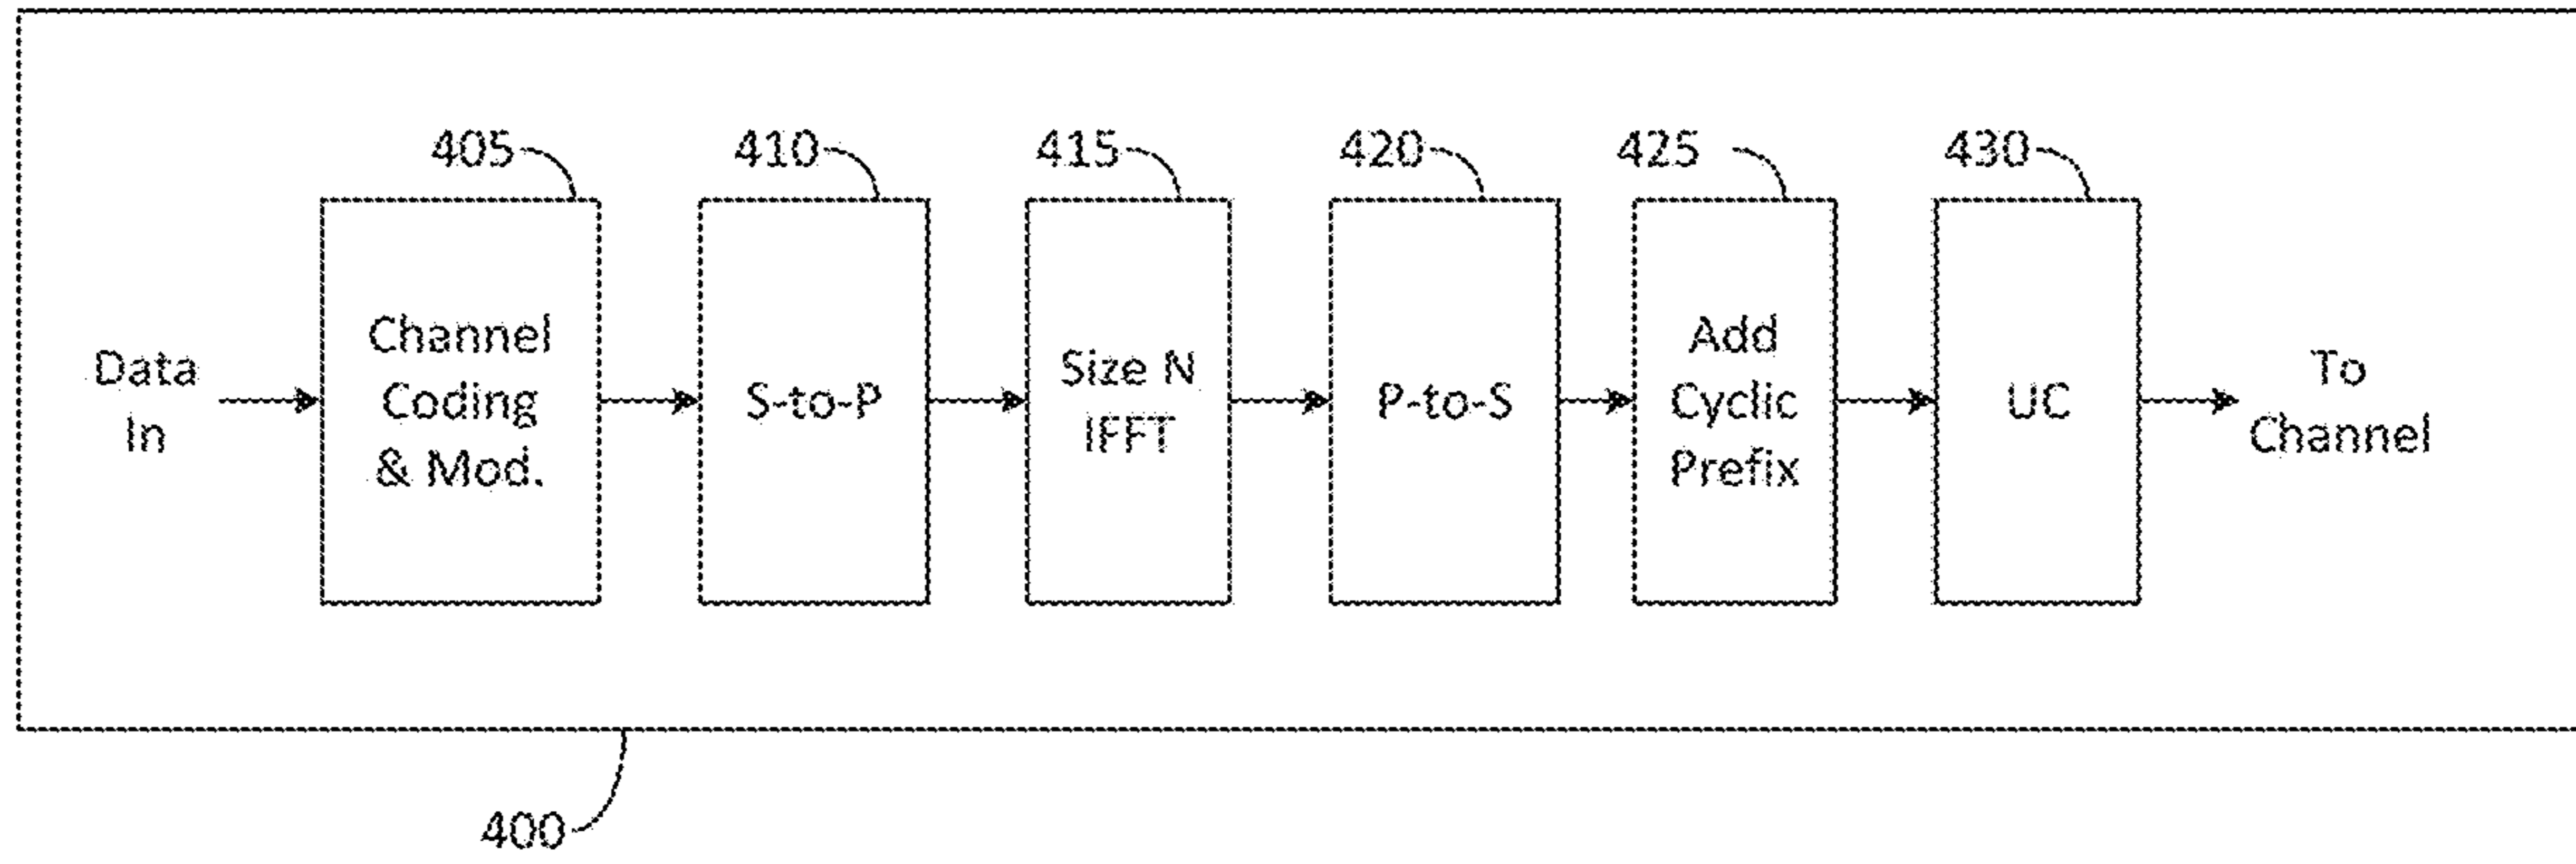 405
410
415
420
425
430
Data
In
Channel
Coding
& Mod.
S-to-P
Size N
IFFT
P-to-S
Add
Cyclic
Prefix
UC
To
Channel
400